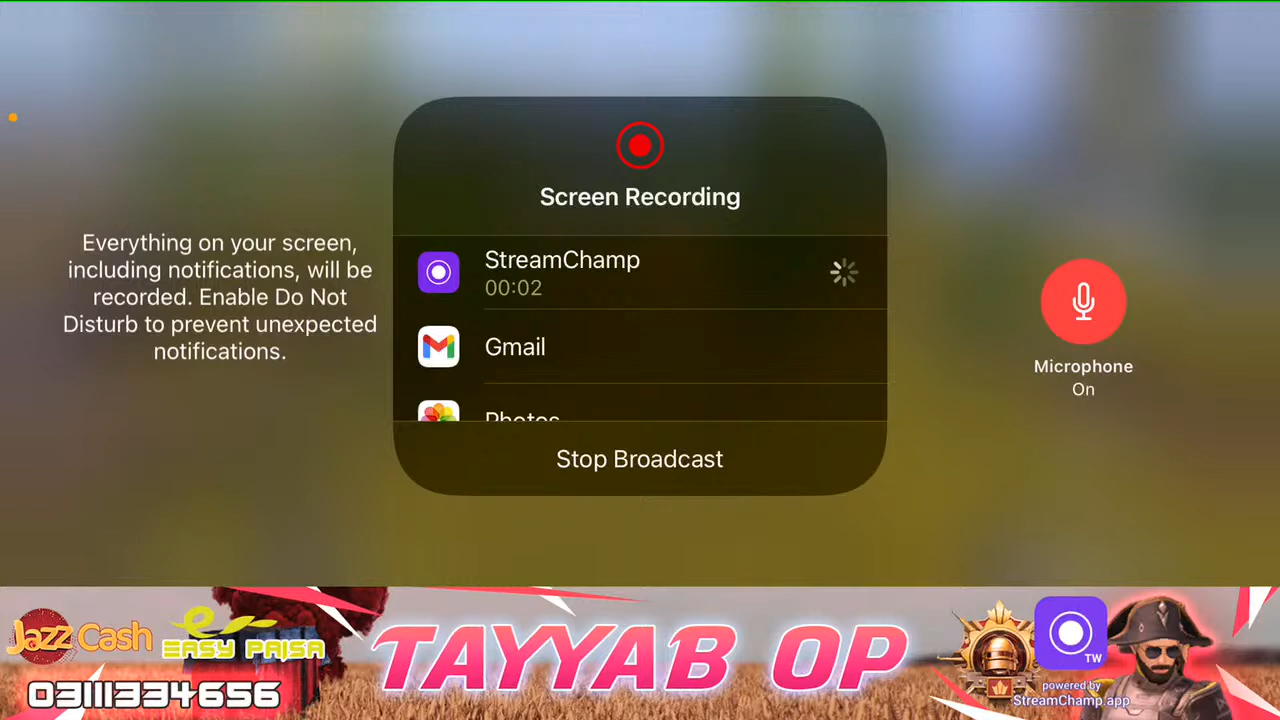 Screen Recording
Everything on your screen,
including notifications, will be
recorded. Enable Do Not
Disturb to prevent unexpected
notifications.
StreamChamp
00:02
Gmail
Photos
Stop Broadcast
Microphone
On
JazzCash
EASY PAISA
03111334656
TAYYAB OP
TW
powered by
StreamChamp.app